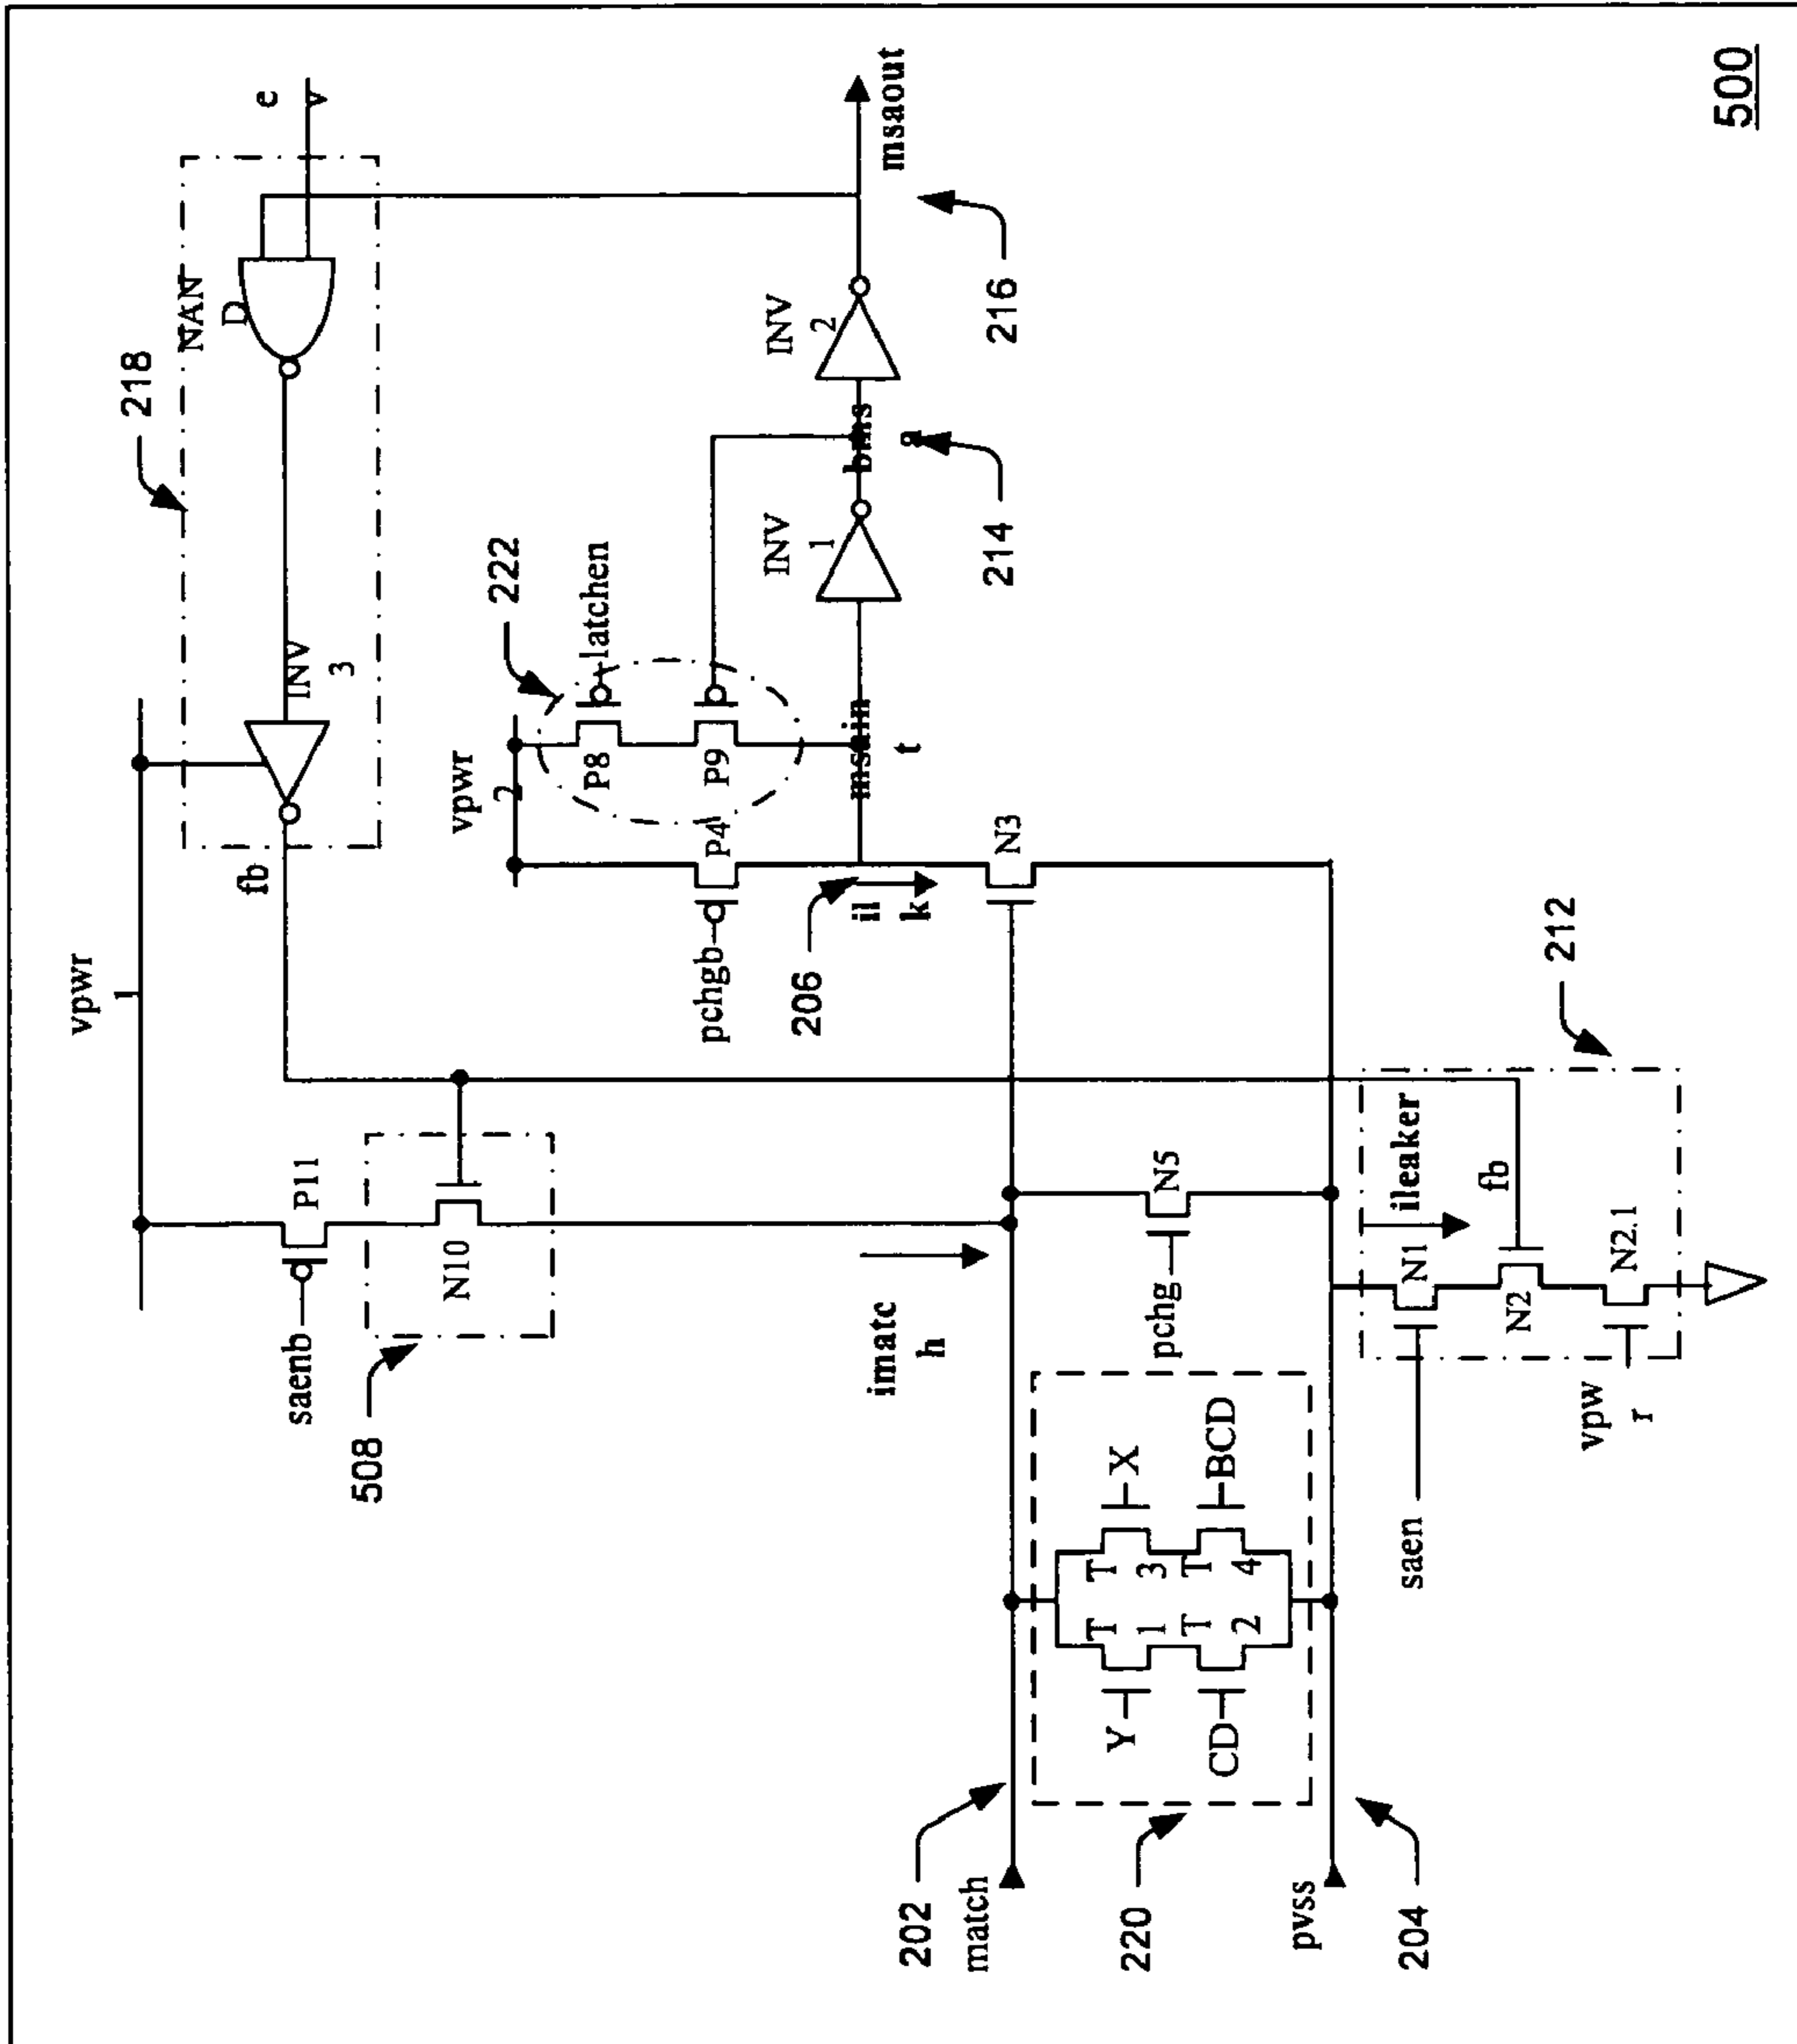 500
e
v
NAN
D
218
INV
3
fb
vpwr
1
vpwr
2
222
latchen
P8
P9
P4
pchgb
206
il
k
msain
t
INV
1
bms
a
214
INV
2
216
msaout
N3
saenb
P11
N10
508
imatc
h
pchg
N5
202
match
220
pvss
204
Y
CD
T
1
T
2
T
3
T
4
X
BCD
212
ileaker
fb
saen
N1
N2
N2.1
vpw
r